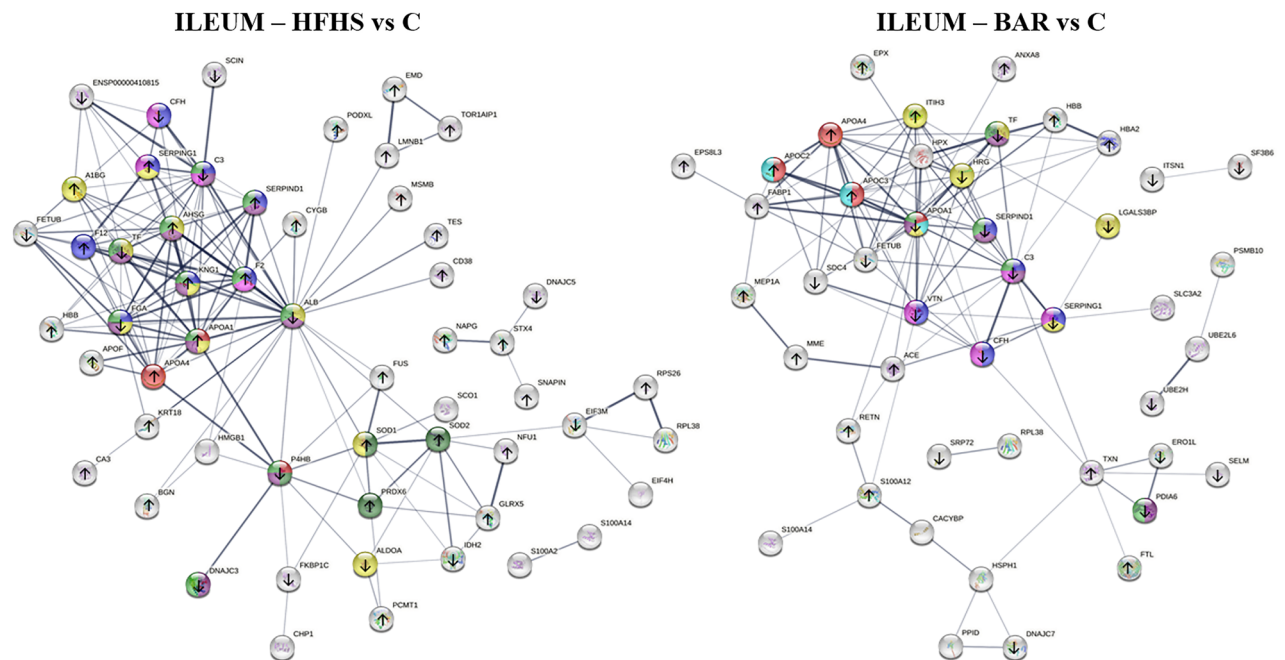 ILEUM – HFHS vs C
SCIN
ENSP00000410815
EMD
CFH
PODXL
TOR1AIP1
LMNB1
SERPING1
C3
A1BG
MSMB
SERPIND1
AHSG
CYGB
FETUB
TES
F12
TF
CD38
KNG1
F2
DNAJC5
FGA
ALB
HBB
NAPG
STX4
APOF
APOA1
APOA4
FUS
SNAPIN
RPS26
KRT18
SCO1
EIF3M
SOD1
SOD2
RPL38
HMGB1
NFU1
CA3
P4HB
EIF4H
BGN
PRDX6
GLRX5
S100A14
IDH2
S100A2
ALDOA
DNAJC3
FKBP1C
PCMT1
CHP1
ILEUM – BAR vs C
EPX
ANXA8
ITIH3
HBB
APOA4
TF
HBA2
HPX
EPS8L3
APOC2
HRG
ITSN1
SF3B6
APOC3
FABP1
APOA1
SERPIND1
LGALS3BP
FETUB
C3
PSMB10
SDC4
MEP1A
VTN
SERPING1
SLC3A2
CFH
UBE2L6
MME
ACE
UBE2H
RETN
SRP72
RPL38
ERO1L
TXN
SELM
S100A12
PDIA6
CACYBP
S100A14
FTL
HSPH1
PPID
DNAJC7